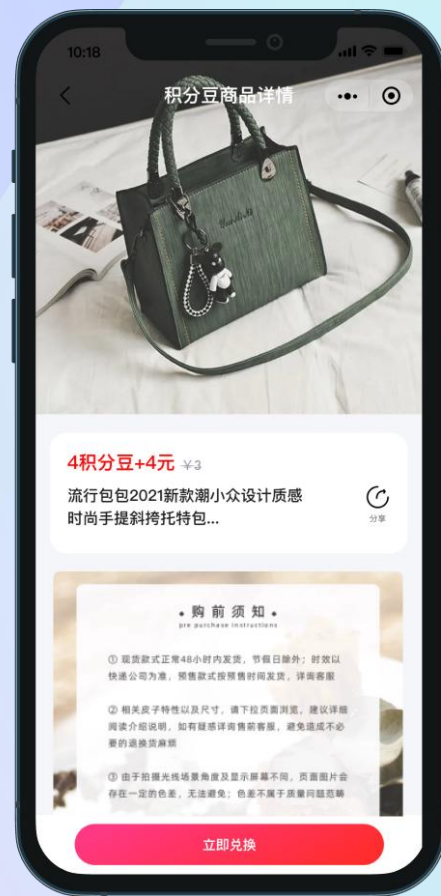 10:18
积分豆商品详情
4积分豆+4元 ¥3
流行包包2021新款潮小众设计质感
时尚手提斜挎托特包...
分享
购前须知
pre purchase instructions
① 现货款式正常48小时内发货,节假日除外;时效以
快递公司为准,预售款式按预售时间发货,详询客服
② 相关皮子特性以及尺寸,请下拉页面浏览,建议详细
阅读介绍说明,如有疑惑详询售前客服,避免造成不必
要的退换货麻烦
③ 由于拍摄光线场景角度及显示屏幕不同,页面图片会
存在一定的色差,无法避免;色差不属于质量问题范畴
立即兑换